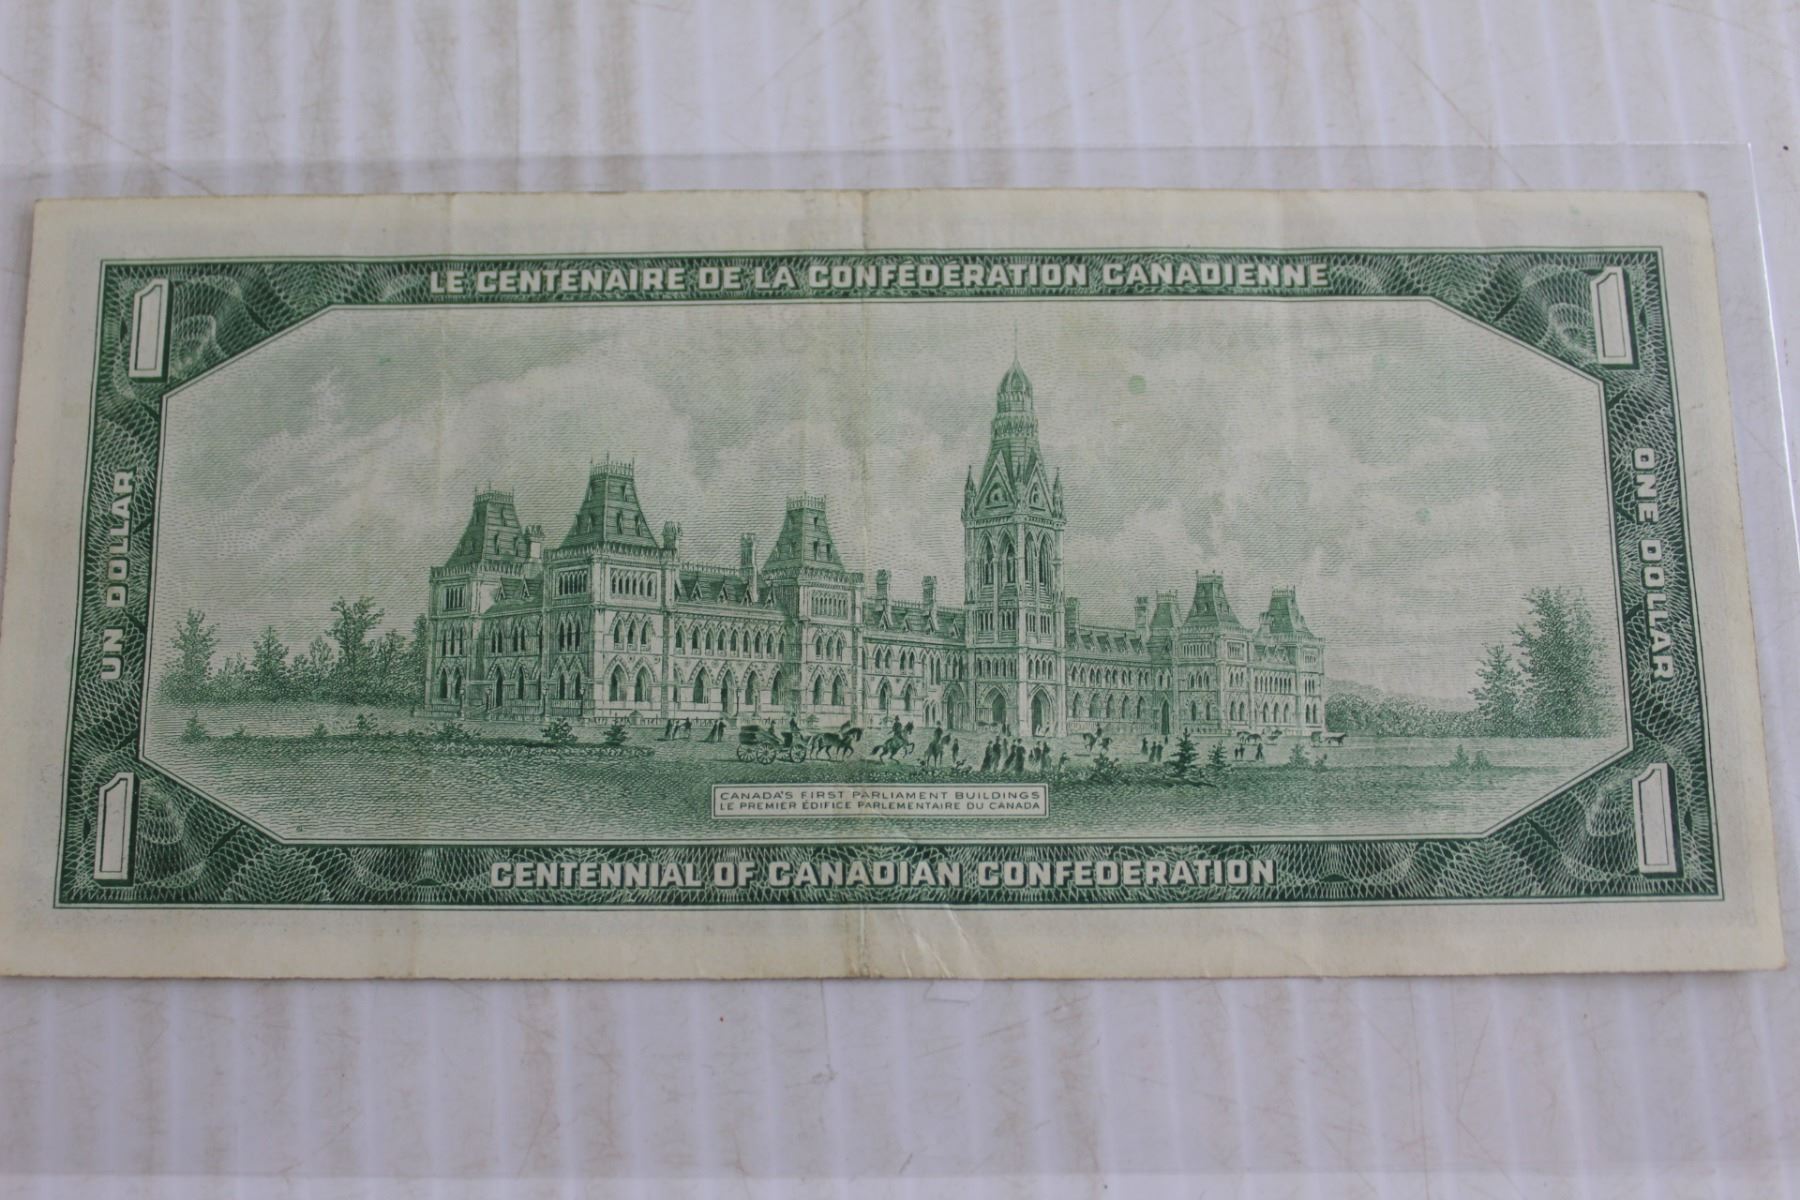 LE CENTENAIRE DE LA CONFÉDÉRATION CANADIENNE
1
1
UN DOLLAR
ONE DOLLAR
CANADA'S FIRST PARLIAMENT BUILDINGS
LE PREMIER ÉDIFICE PARLEMENTAIRE DU CANADA
1
1
CENTENNIAL OF CANADIAN CONFEDERATION